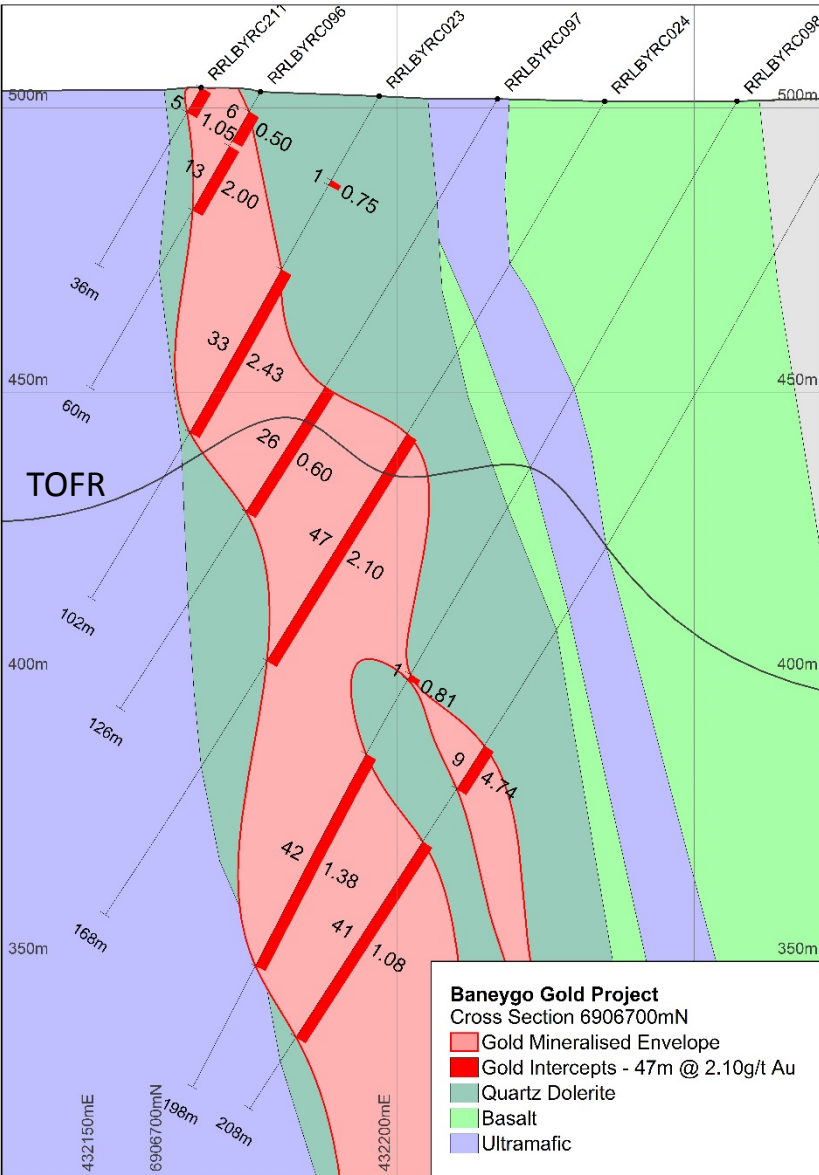 RRLBYRC211
RRLBYRC096
RRLBYRC023
RRLBYRC097
RRLBYRC024
RRLBYRC098
500m
500m
5
1.05
6
0.50
13
2.00
1
0.75
36m
33
2.43
450m
450m
60m
26
0.60
TOFR
47
2.10
102m
400m
400m
1
0.81
126m
9
4.74
42
1.38
41
1.08
168m
350m
350m
198m
208m
432150mE
6906700mN
432200mE
Baneygo Gold Project
Cross Section 6906700mN
Gold Mineralised Envelope
Gold Intercepts - 47m @ 2.10g/t Au
Quartz Dolerite
Basalt
Ultramafic